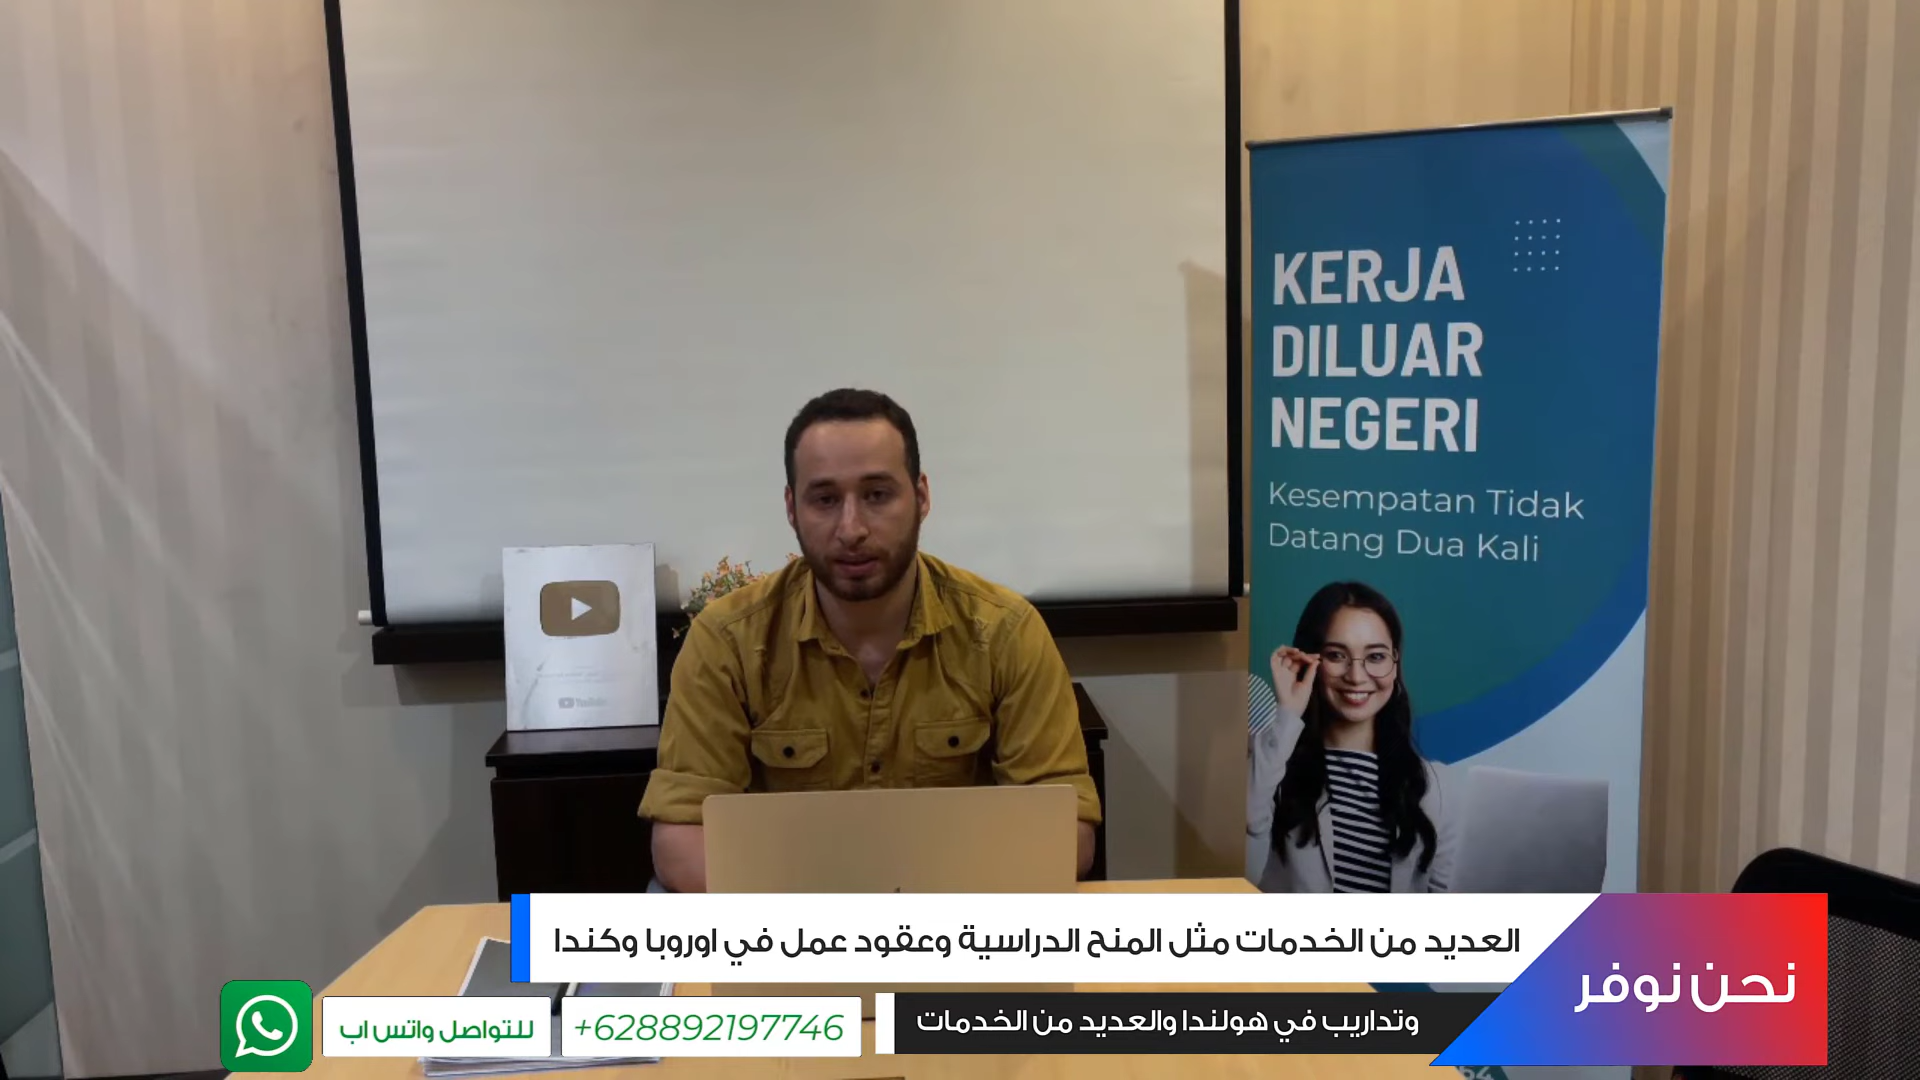 KERJA
DILUAR
NEGERI
Kesempatan Tidak
Datang Dua Kali
YouTube
نحن نوفر
العديد من الخدمات مثل المنح الدراسية وعقود عمل في اوروبا وكندا
وتداريب في هولندا والعديد من الخدمات
+628892197746
للتواصل واتس اب